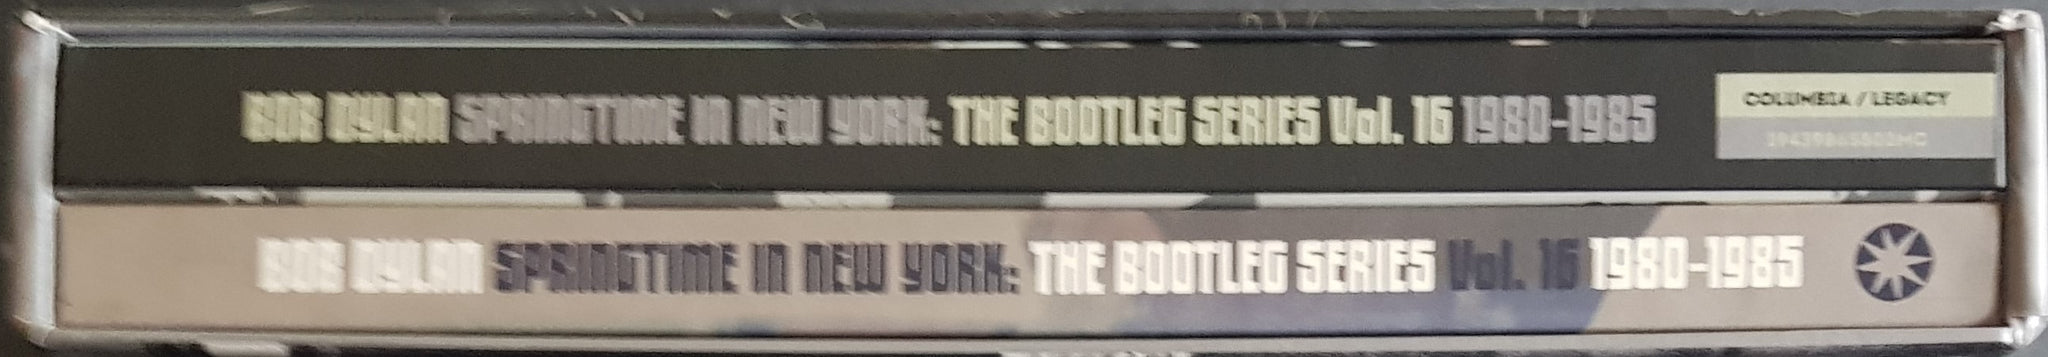 BOB DYLAN SPRINGTIME IN NEW YORK: THE BOOTLEG SERIES Vol. 16 1980-1985
COLUMBIA / LEGACY
BOB DYLAN SPRINGTIME IN NEW YORK: THE BOOTLEG SERIES Vol. 16 1980-1985